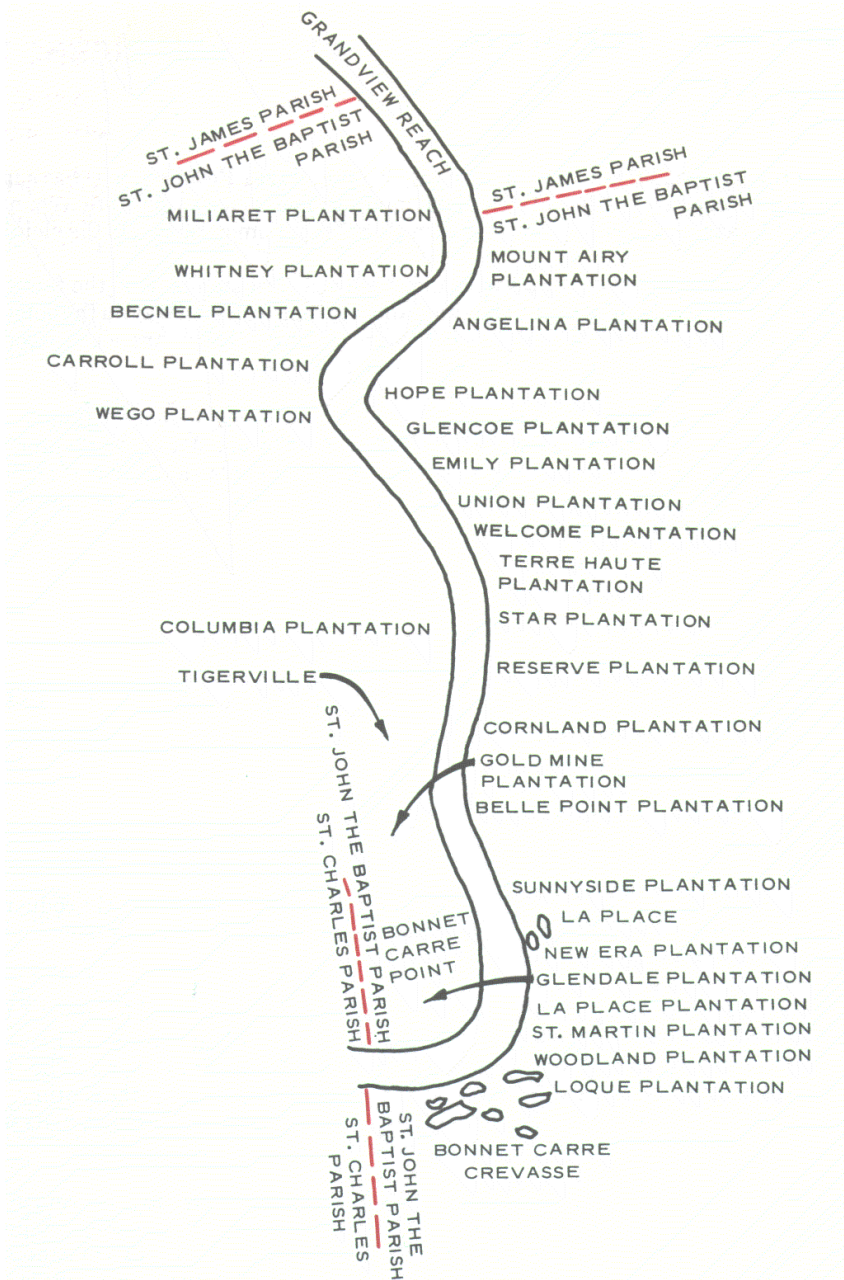 GRANDVIEW REACH
ST. JAMES PARISH
ST. JOHN THE BAPTIST
PARISH
ST. JAMES PARISH
ST. JOHN THE BAPTIST
PARISH
MILIARET PLANTATION
MOUNT AIRY
PLANTATION
WHITNEY PLANTATION
BECNEL PLANTATION
ANGELINA PLANTATION
CARROLL PLANTATION
HOPE PLANTATION
WEGO PLANTATION
GLENCOE PLANTATION
EMILY PLANTATION
UNION PLANTATION
WELCOME PLANTATION
TERRE HAUTE
PLANTATION
STAR PLANTATION
COLUMBIA PLANTATION
RESERVE PLANTATION
TIGERVILLE
CORNLAND PLANTATION
GOLD MINE
PLANTATION
BELLE POINT PLANTATION
ST. JOHN THE BAPTIST PARISH
ST. CHARLES PARISH
SUNNYSIDE PLANTATION
LA PLACE
BONNET
CARRE
POINT
NEW ERA PLANTATION
GLENDALE PLANTATION
LA PLACE PLANTATION
ST. MARTIN PLANTATION
WOODLAND PLANTATION
LOQUE PLANTATION
BONNET CARRE
CREVASSE
ST. JOHN THE
BAPTIST PARISH
ST. CHARLES
PARISH